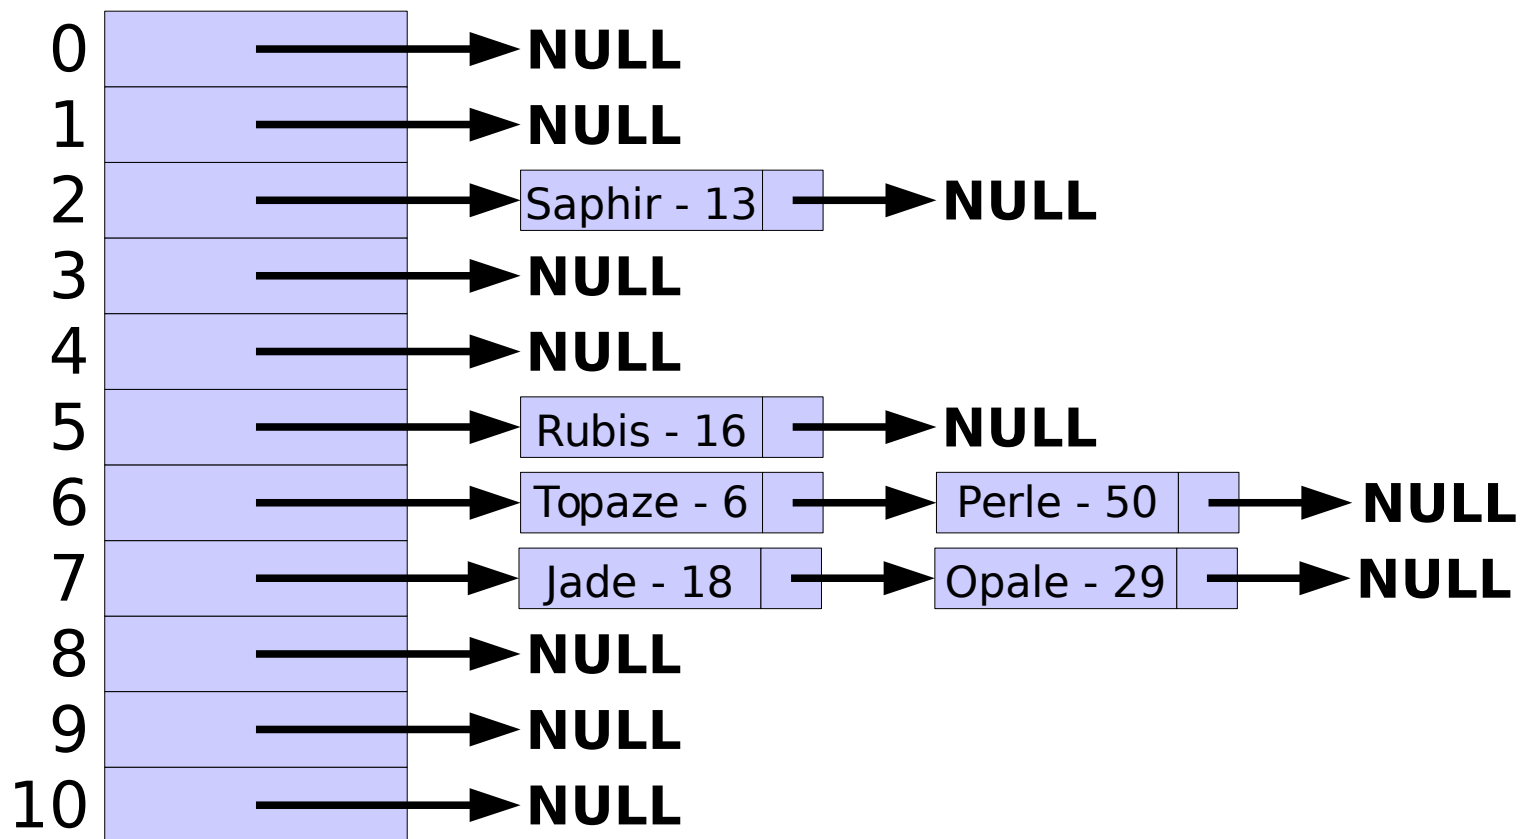 0 NULL
1 NULL
2 Saphir - 13 NULL
3 NULL
4 NULL
5 Rubis - 16 NULL
6 Topaze - 6 Perle - 50 NULL
7 Jade - 18 Opale - 29 NULL
8 NULL
9 NULL
10 NULL